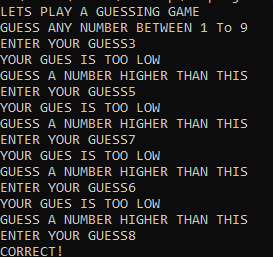 LETS PLAY A GUESSING GAME
GUESS ANY NUMBER BETWEEN 1 To 9
ENTER YOUR GUESS3
YOUR GUES IS TOO LOW
GUESS A NUMBER HIGHER THAN THIS
ENTER YOUR GUESS5
YOUR GUES IS TOO LOW
GUESS A NUMBER HIGHER THAN THIS
ENTER YOUR GUESS7
YOUR GUES IS TOO LOW
GUESS A NUMBER HIGHER THAN THIS
ENTER YOUR GUESS6
YOUR GUES IS TOO LOW
GUESS A NUMBER HIGHER THAN THIS
ENTER YOUR GUESS8
CORRECT!